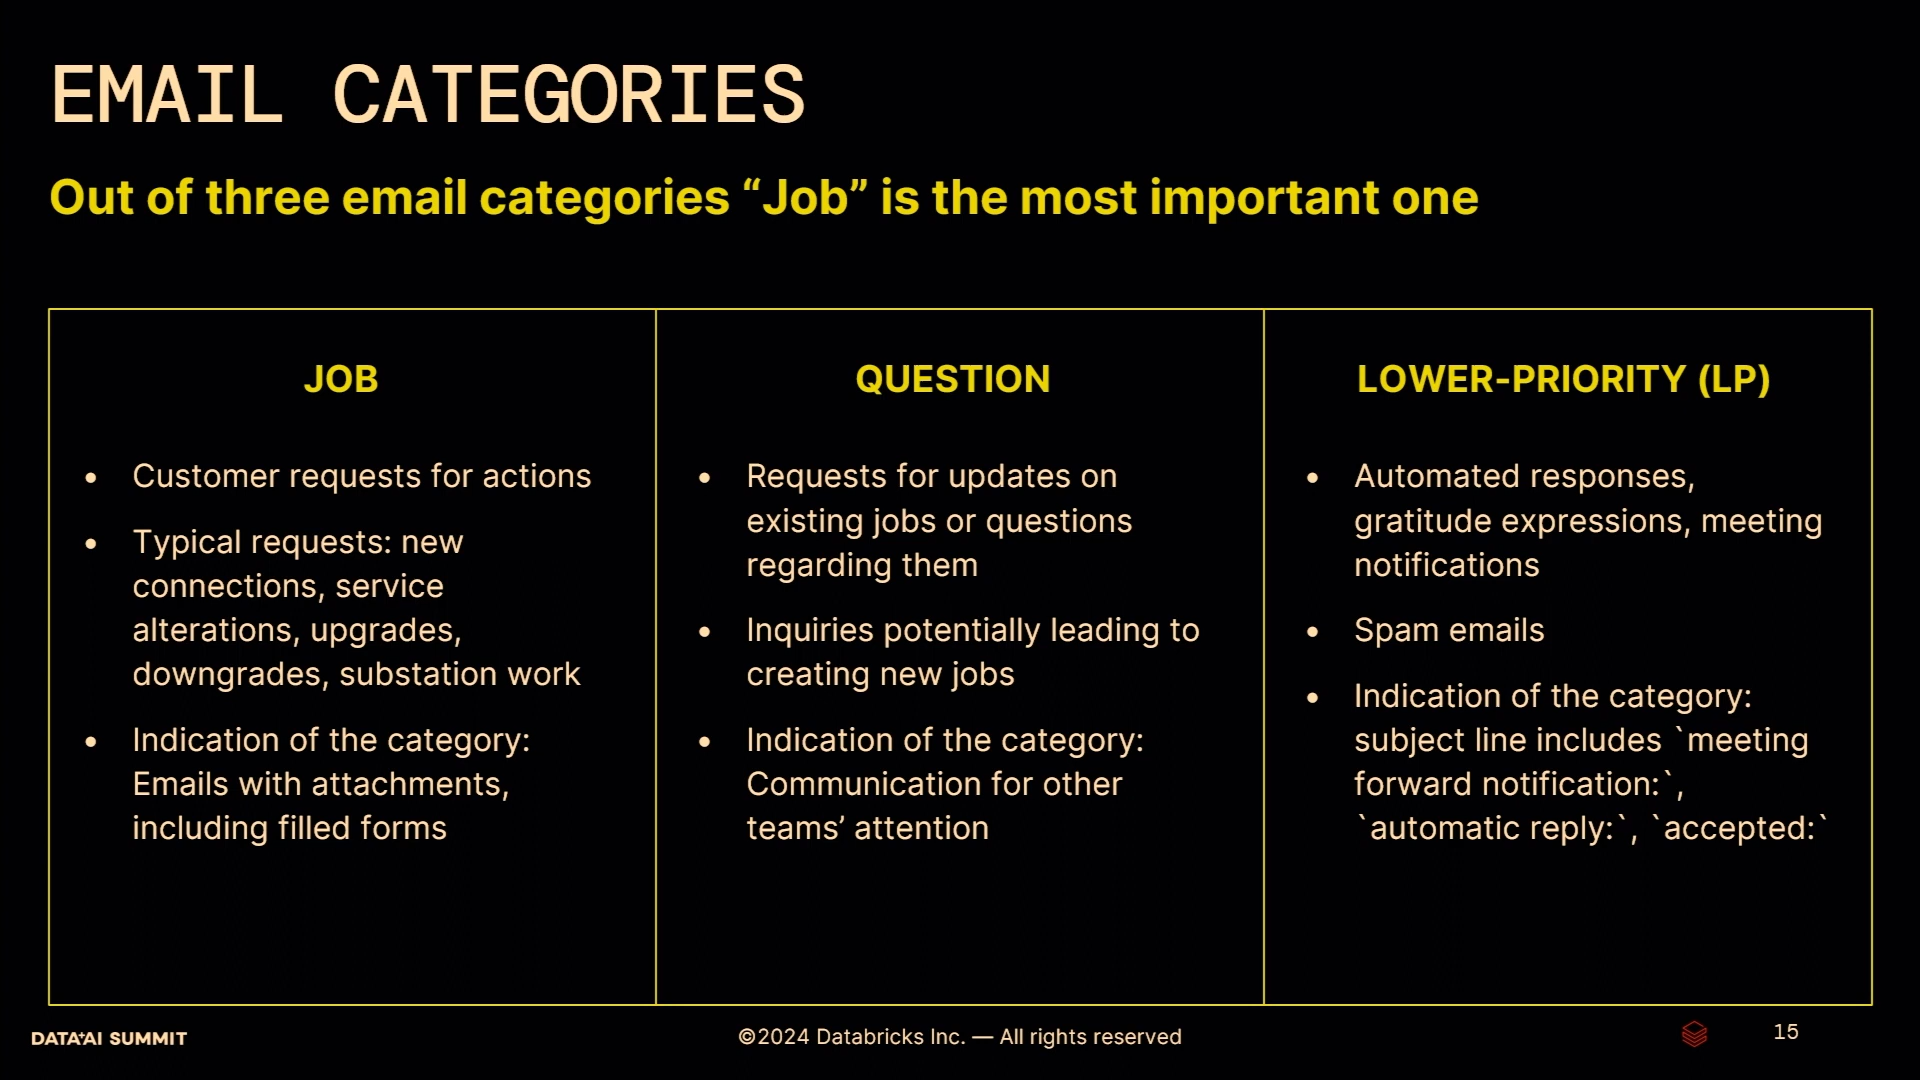 EMAIL CATEGORIES
Out of three email categories “Job” is the most important one
JOB
• Customer requests for actions
• Typical requests: new
connections, service
alterations, upgrades,
downgrades, substation work
• Indication of the category:
Emails with attachments,
including filled forms
QUESTION
• Requests for updates on
existing jobs or questions
regarding them
• Inquiries potentially leading to
creating new jobs
• Indication of the category:
Communication for other
teams’ attention
LOWER-PRIORITY (LP)
• Automated responses,
gratitude expressions, meeting
notifications
• Spam emails
• Indication of the category:
subject line includes `meeting
forward notification:`,
`automatic reply:`, `accepted:`
DATA+AI SUMMIT
©2024 Databricks Inc. — All rights reserved
15